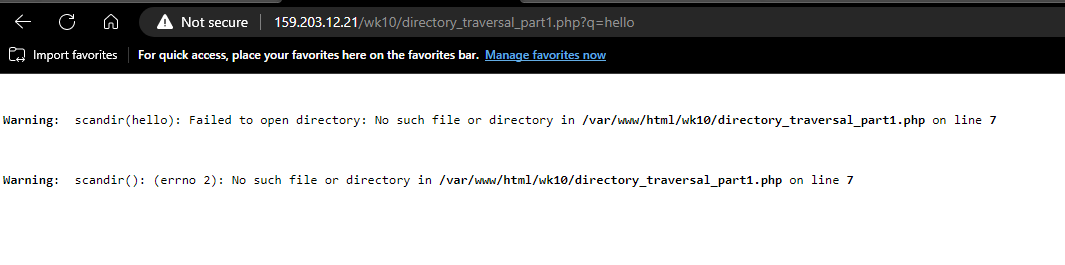 Not secure 159.203.12.21/wk10/directory_traversal_part1.php?q=hello
Import favorites For quick access, place your favorites here on the favorites bar. Manage favorites now
Warning: scandir(hello): Failed to open directory: No such file or directory in /var/www/html/wk10/directory_traversal_part1.php on line 7
Warning: scandir(): (errno 2): No such file or directory in /var/www/html/wk10/directory_traversal_part1.php on line 7